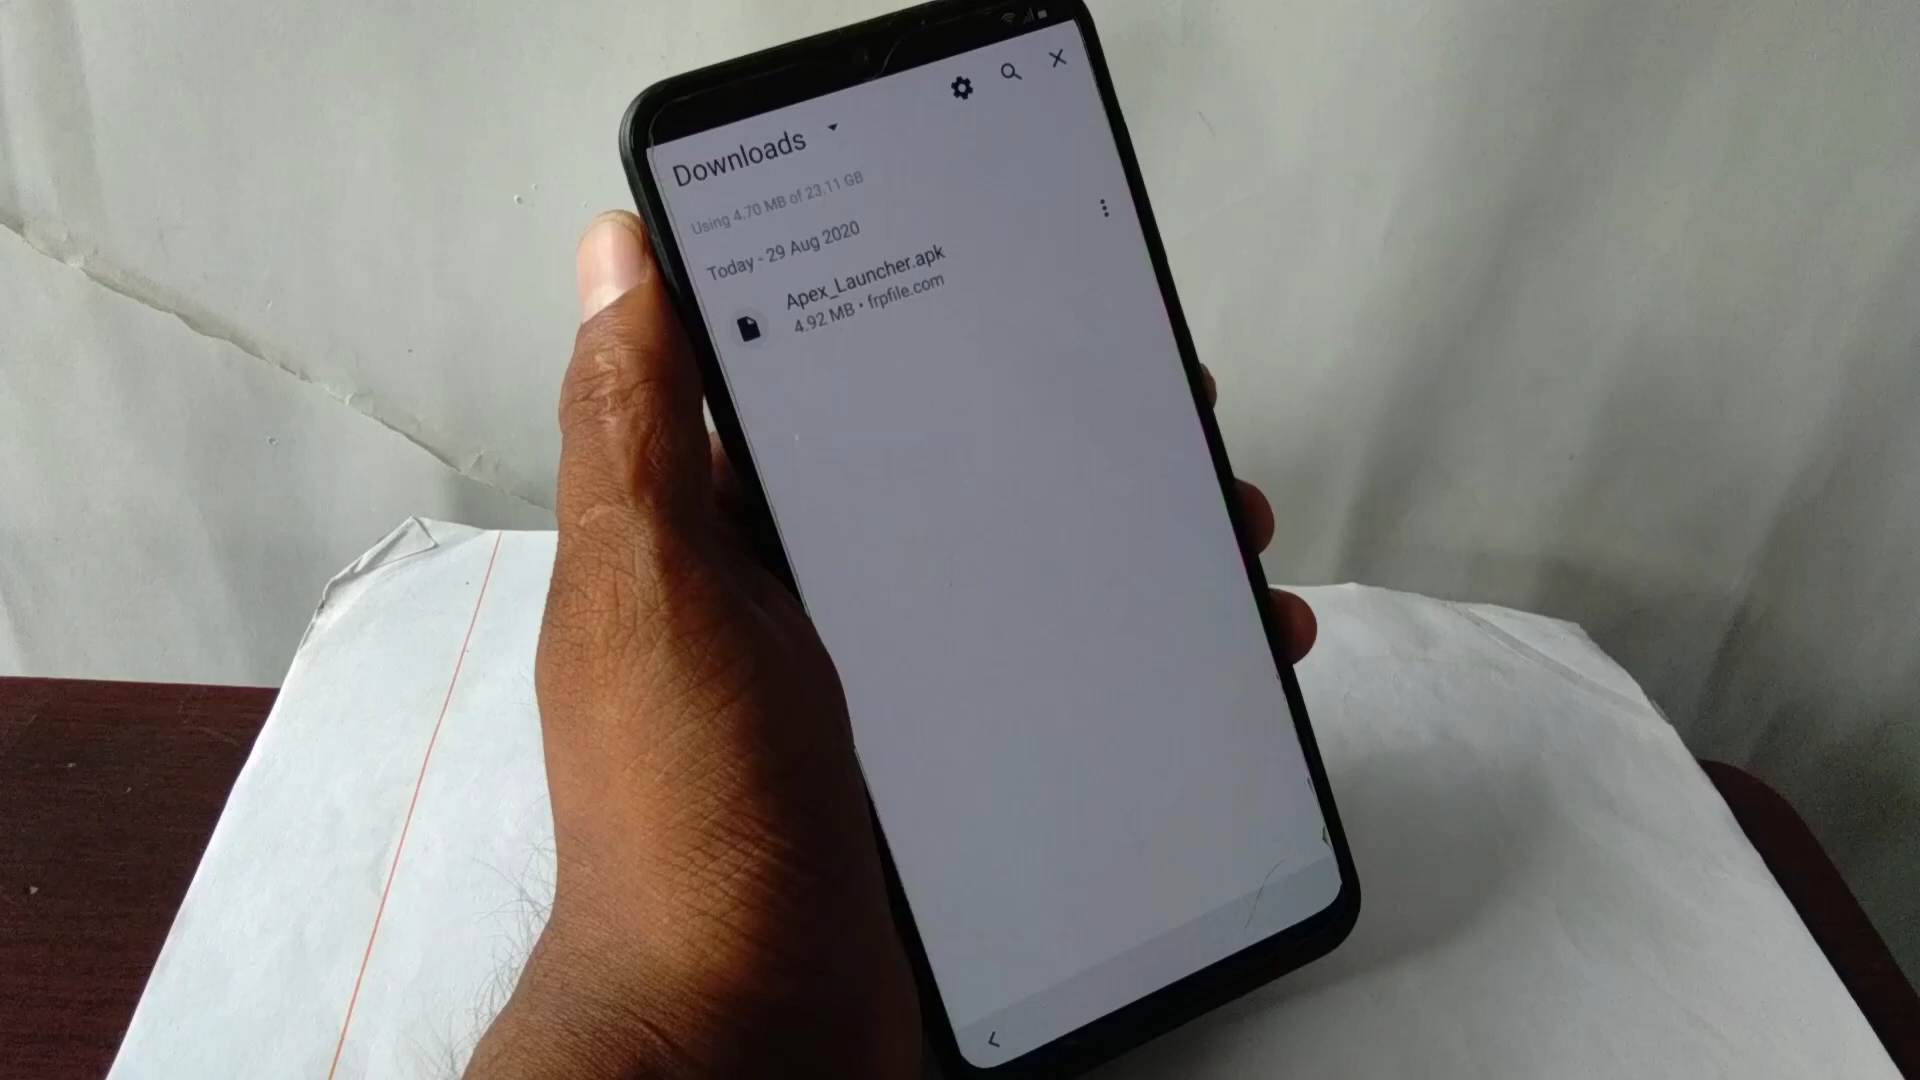 Downloads
Using 4.70 MB of 23.11 GB
Today - 29 Aug 2020
Apex_Launcher.apk
4.92 MB • frpfile.com